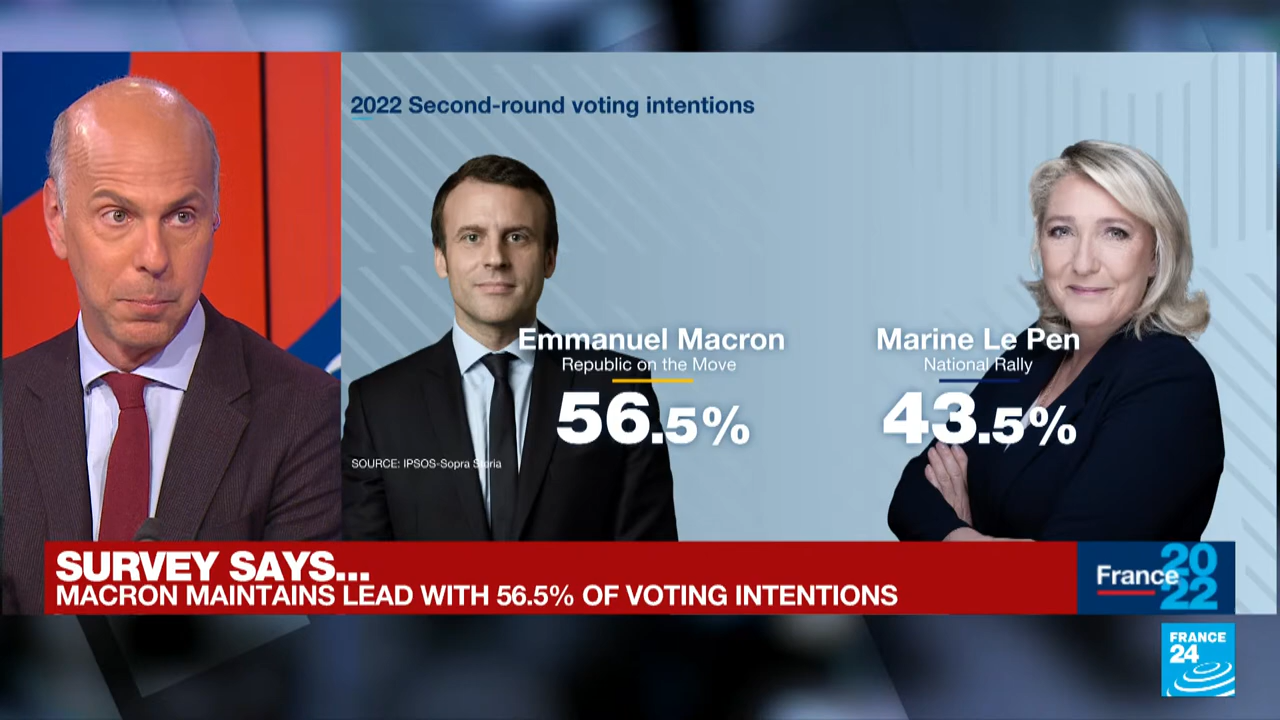 2022 Second-round voting intentions
Emmanuel Macron
Republic on the Move
56.5%
Marine Le Pen
National Rally
43.5%
SOURCE: IPSOS-Sopra Steria
SURVEY SAYS...
MACRON MAINTAINS LEAD WITH 56.5% OF VOTING INTENTIONS
France 2022
FRANCE
24